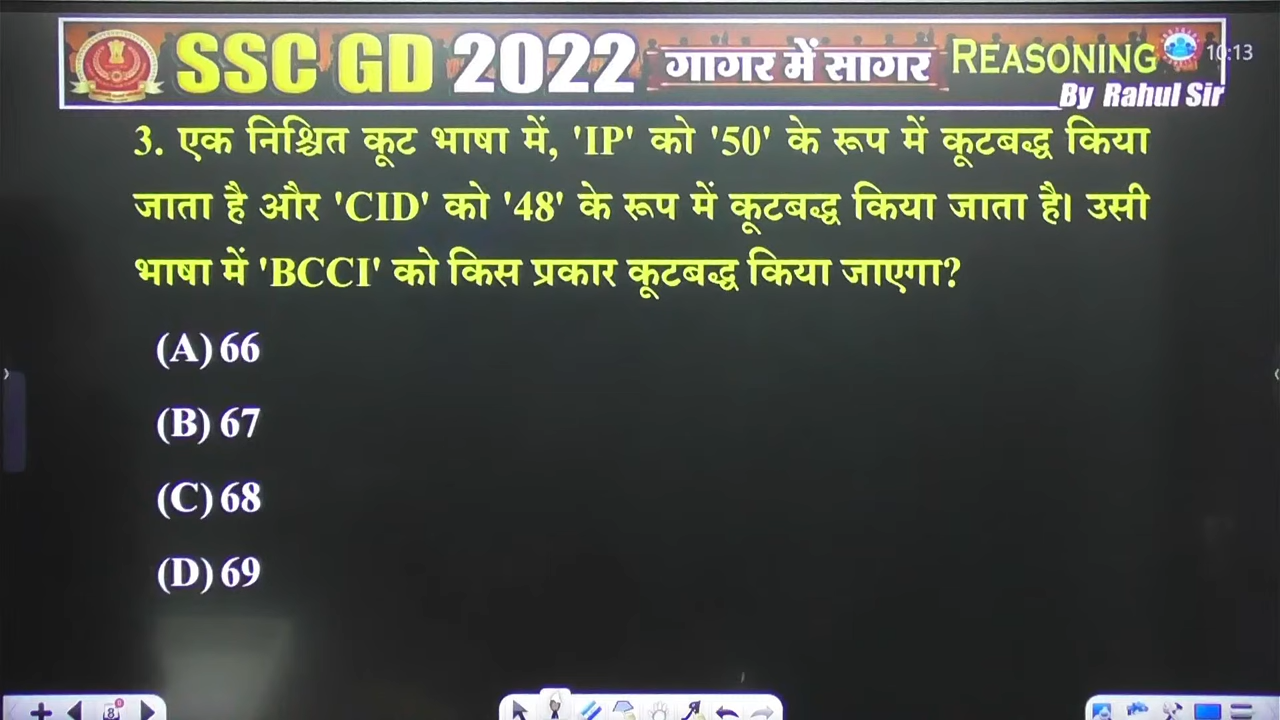 SSC GD 2022 गागर में सागर REASONING 10:13
By Rahul Sir
3. एक निश्चित कूट भाषा में, 'IP' को '50' के रूप में कूटबद्ध किया
जाता है और 'CID' को '48' के रूप में कूटबद्ध किया जाता है। उसी
भाषा में 'BCCI' को किस प्रकार कूटबद्ध किया जाएगा?
(A) 66
(B) 67
(C) 68
(D) 69